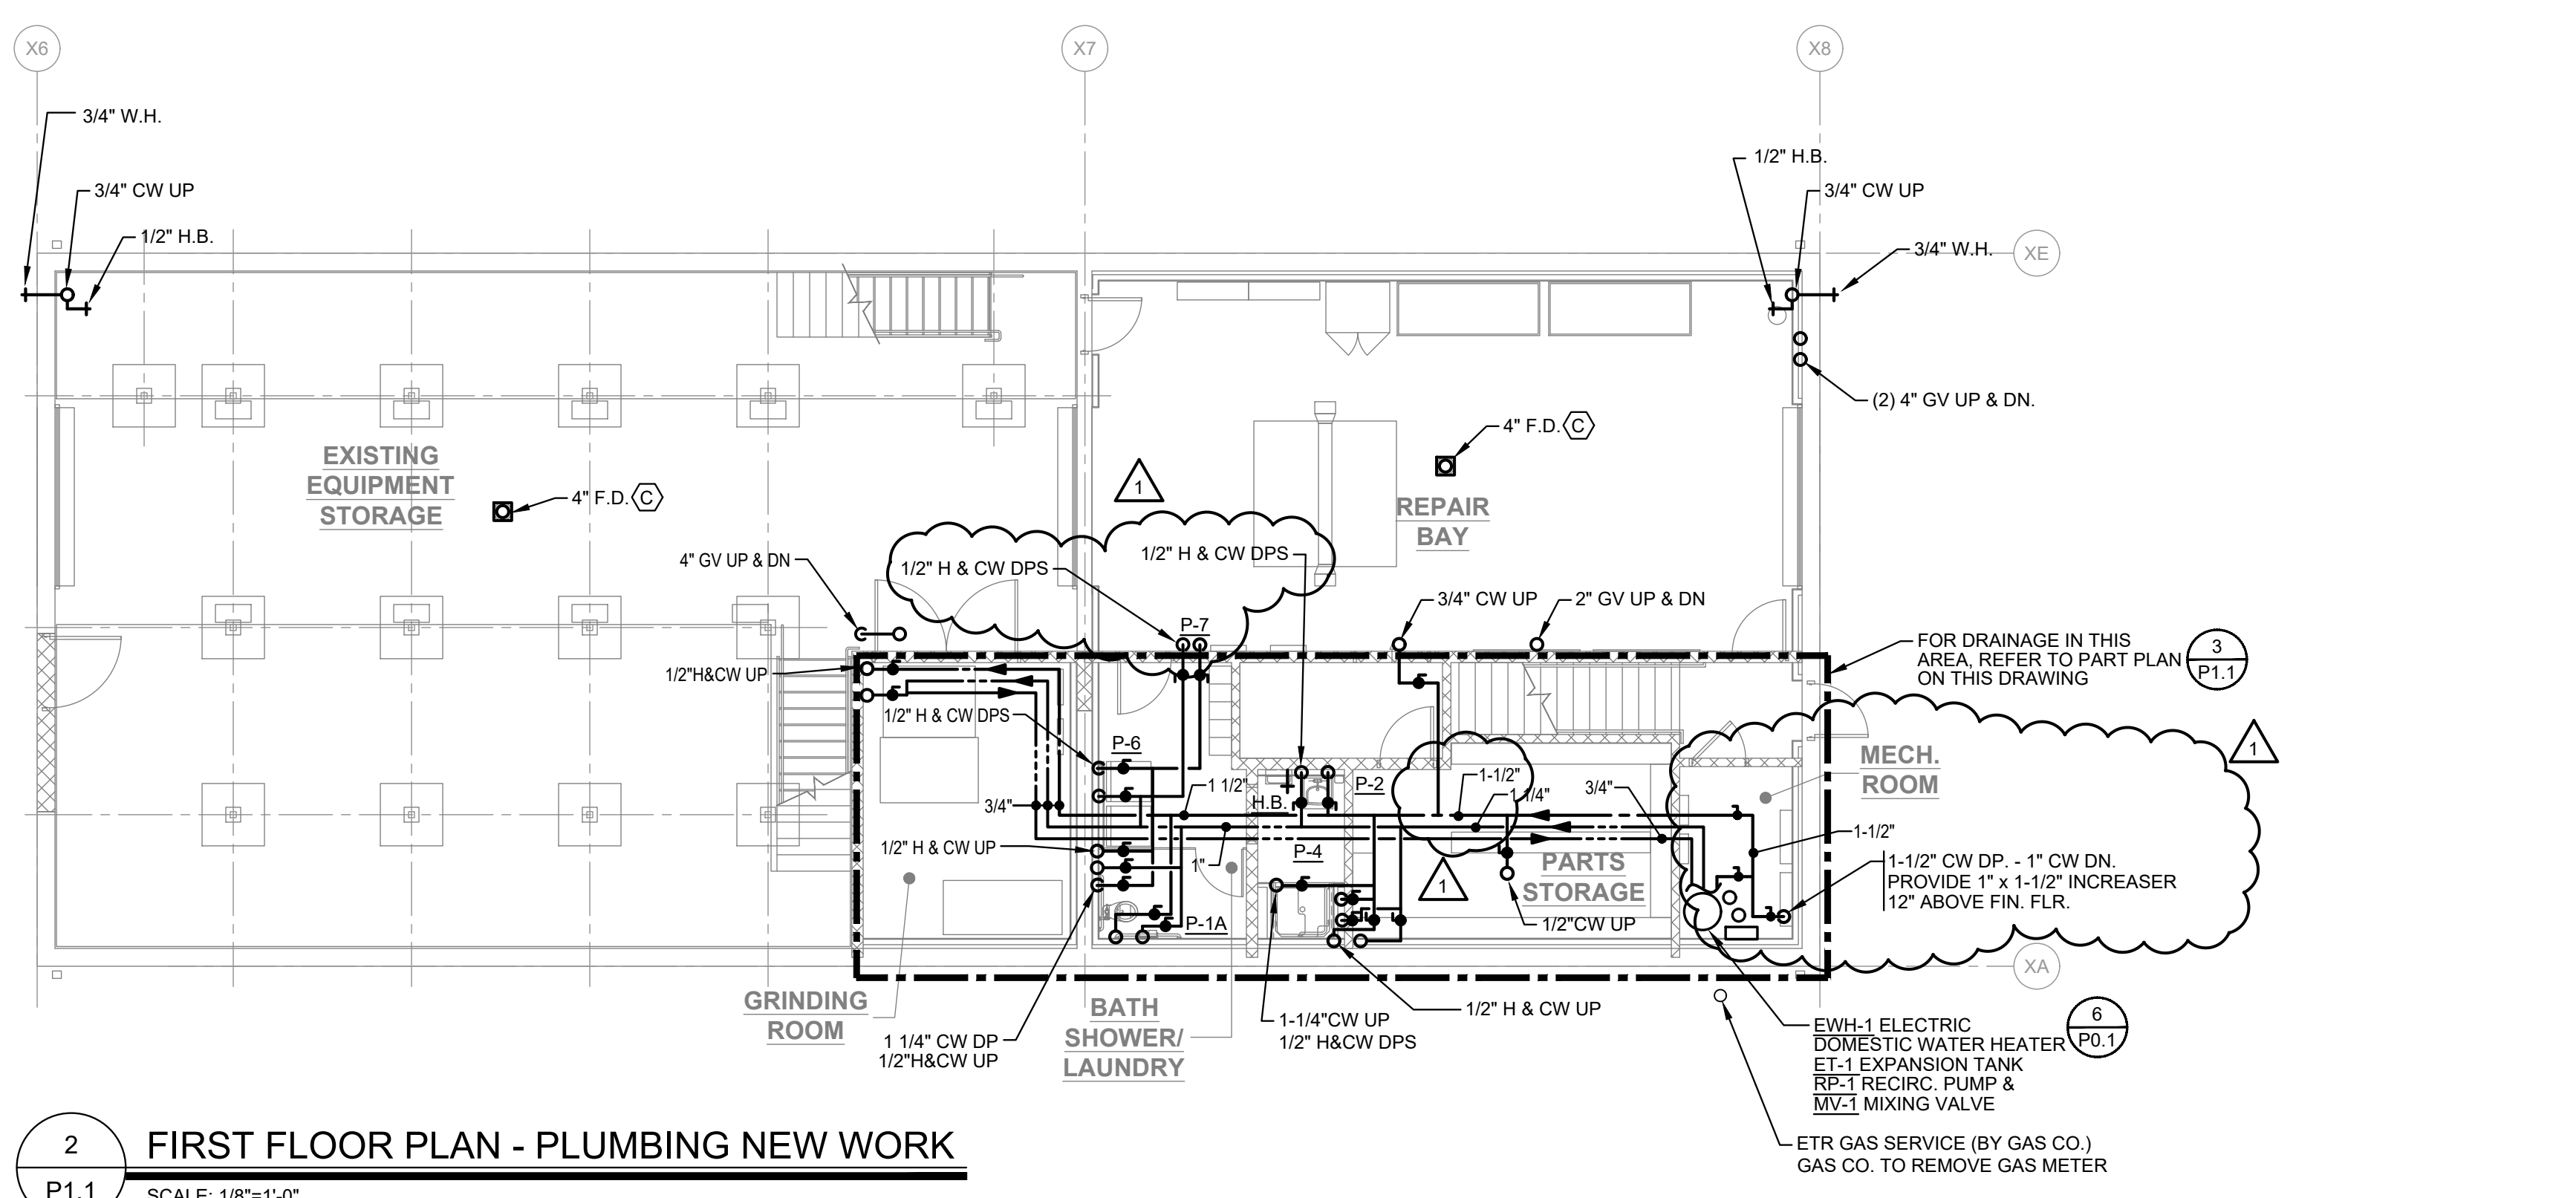 X6
X7
X8
3/4" W.H.
1/2" H.B.
3/4" CW UP
3/4" CW UP
1/2" H.B.
3/4" W.H.
XE
(2) 4" GV UP & DN.
4" F.D. C
EXISTING
EQUIPMENT
STORAGE
4" F.D. C
1
REPAIR
BAY
4" GV UP & DN
1/2" H & CW DPS
1/2" H & CW DPS
3/4" CW UP
2" GV UP & DN
P-7
FOR DRAINAGE IN THIS
AREA, REFER TO PART PLAN
ON THIS DRAWING
3
P1.1
1/2"H&CW UP
1/2" H & CW DPS
P-6
1
MECH.
ROOM
1-1/2"
1 1/2"
P-2
1 1/4"
3/4"
3/4"
H.B.
1-1/2"
1/2" H & CW UP
1"
P-4
PARTS
STORAGE
1
1-1/2" CW DP. - 1" CW DN.
PROVIDE 1" x 1-1/2" INCREASER
12" ABOVE FIN. FLR.
P-1A
1/2"CW UP
XA
GRINDING
ROOM
BATH
SHOWER/
LAUNDRY
1/2" H & CW UP
1-1/4"CW UP
1/2" H&CW DPS
1 1/4" CW DP
1/2"H&CW UP
EWH-1 ELECTRIC
DOMESTIC WATER HEATER
ET-1 EXPANSION TANK
RP-1 RECIRC. PUMP &
MV-1 MIXING VALVE
6
P0.1
ETR GAS SERVICE (BY GAS CO.)
GAS CO. TO REMOVE GAS METER
2
P1.1
FIRST FLOOR PLAN - PLUMBING NEW WORK
SCALE: 1/8"=1'-0"